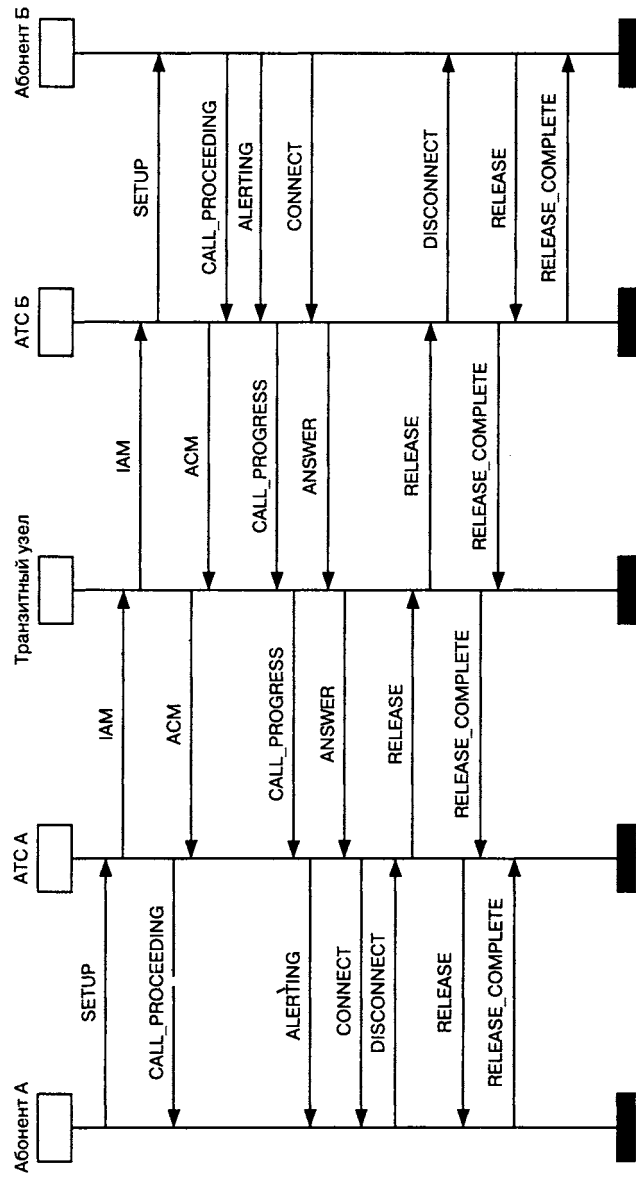 Абонент А
АТС А
Транзитный узел
АТС Б
Абонент Б
SETUP
IAM
IAM
SETUP
CALL_PROCEEDING
ACM
ACM
CALL_PROCEEDING
ALERTING
CALL_PROGRESS
CALL_PROGRESS
ALERTING
CONNECT
ANSWER
ANSWER
CONNECT
DISCONNECT
RELEASE
RELEASE
DISCONNECT
RELEASE
RELEASE_COMPLETE
RELEASE_COMPLETE
RELEASE
RELEASE_COMPLETE
RELEASE_COMPLETE